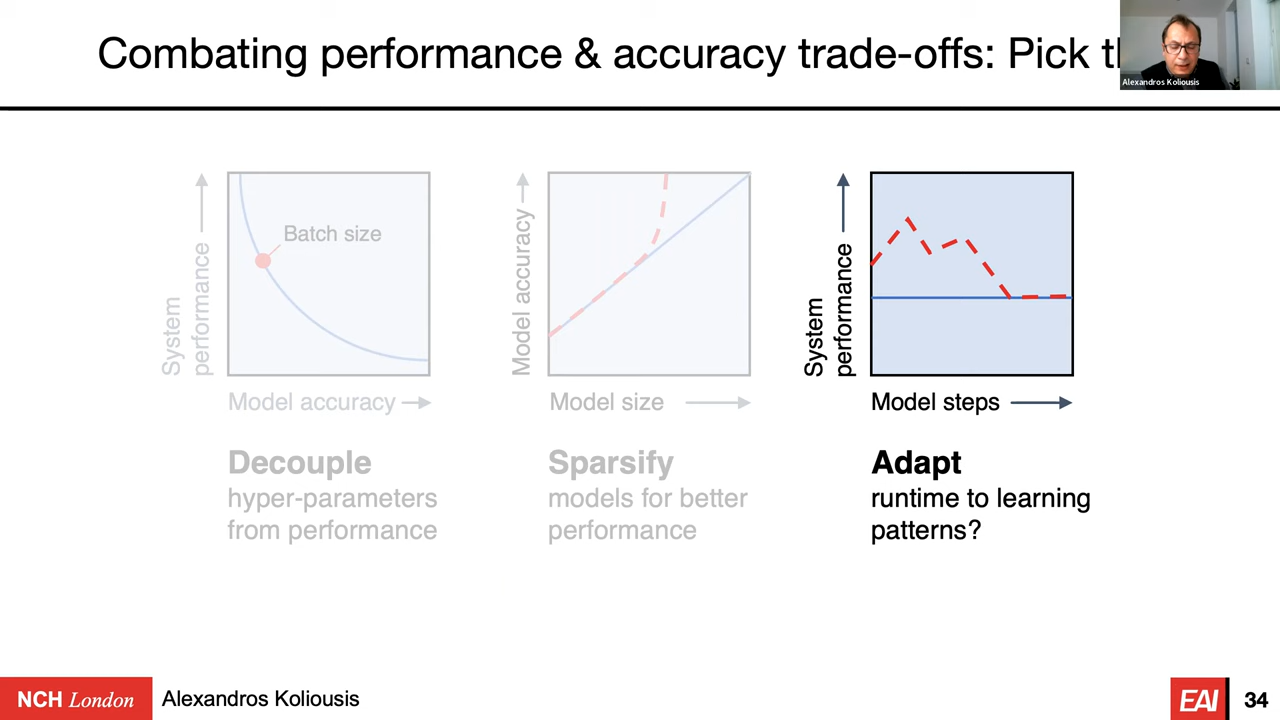 Combating performance & accuracy trade-offs: Pick
Alexandros Koliousis
System
performance
Batch size
Model accuracy
Decouple
hyper-parameters
from performance
Model accuracy
Model size
Sparsify
models for better
performance
System
performance
Model steps
Adapt
runtime to learning
patterns?
NCH London
Alexandros Koliousis
EAI
34